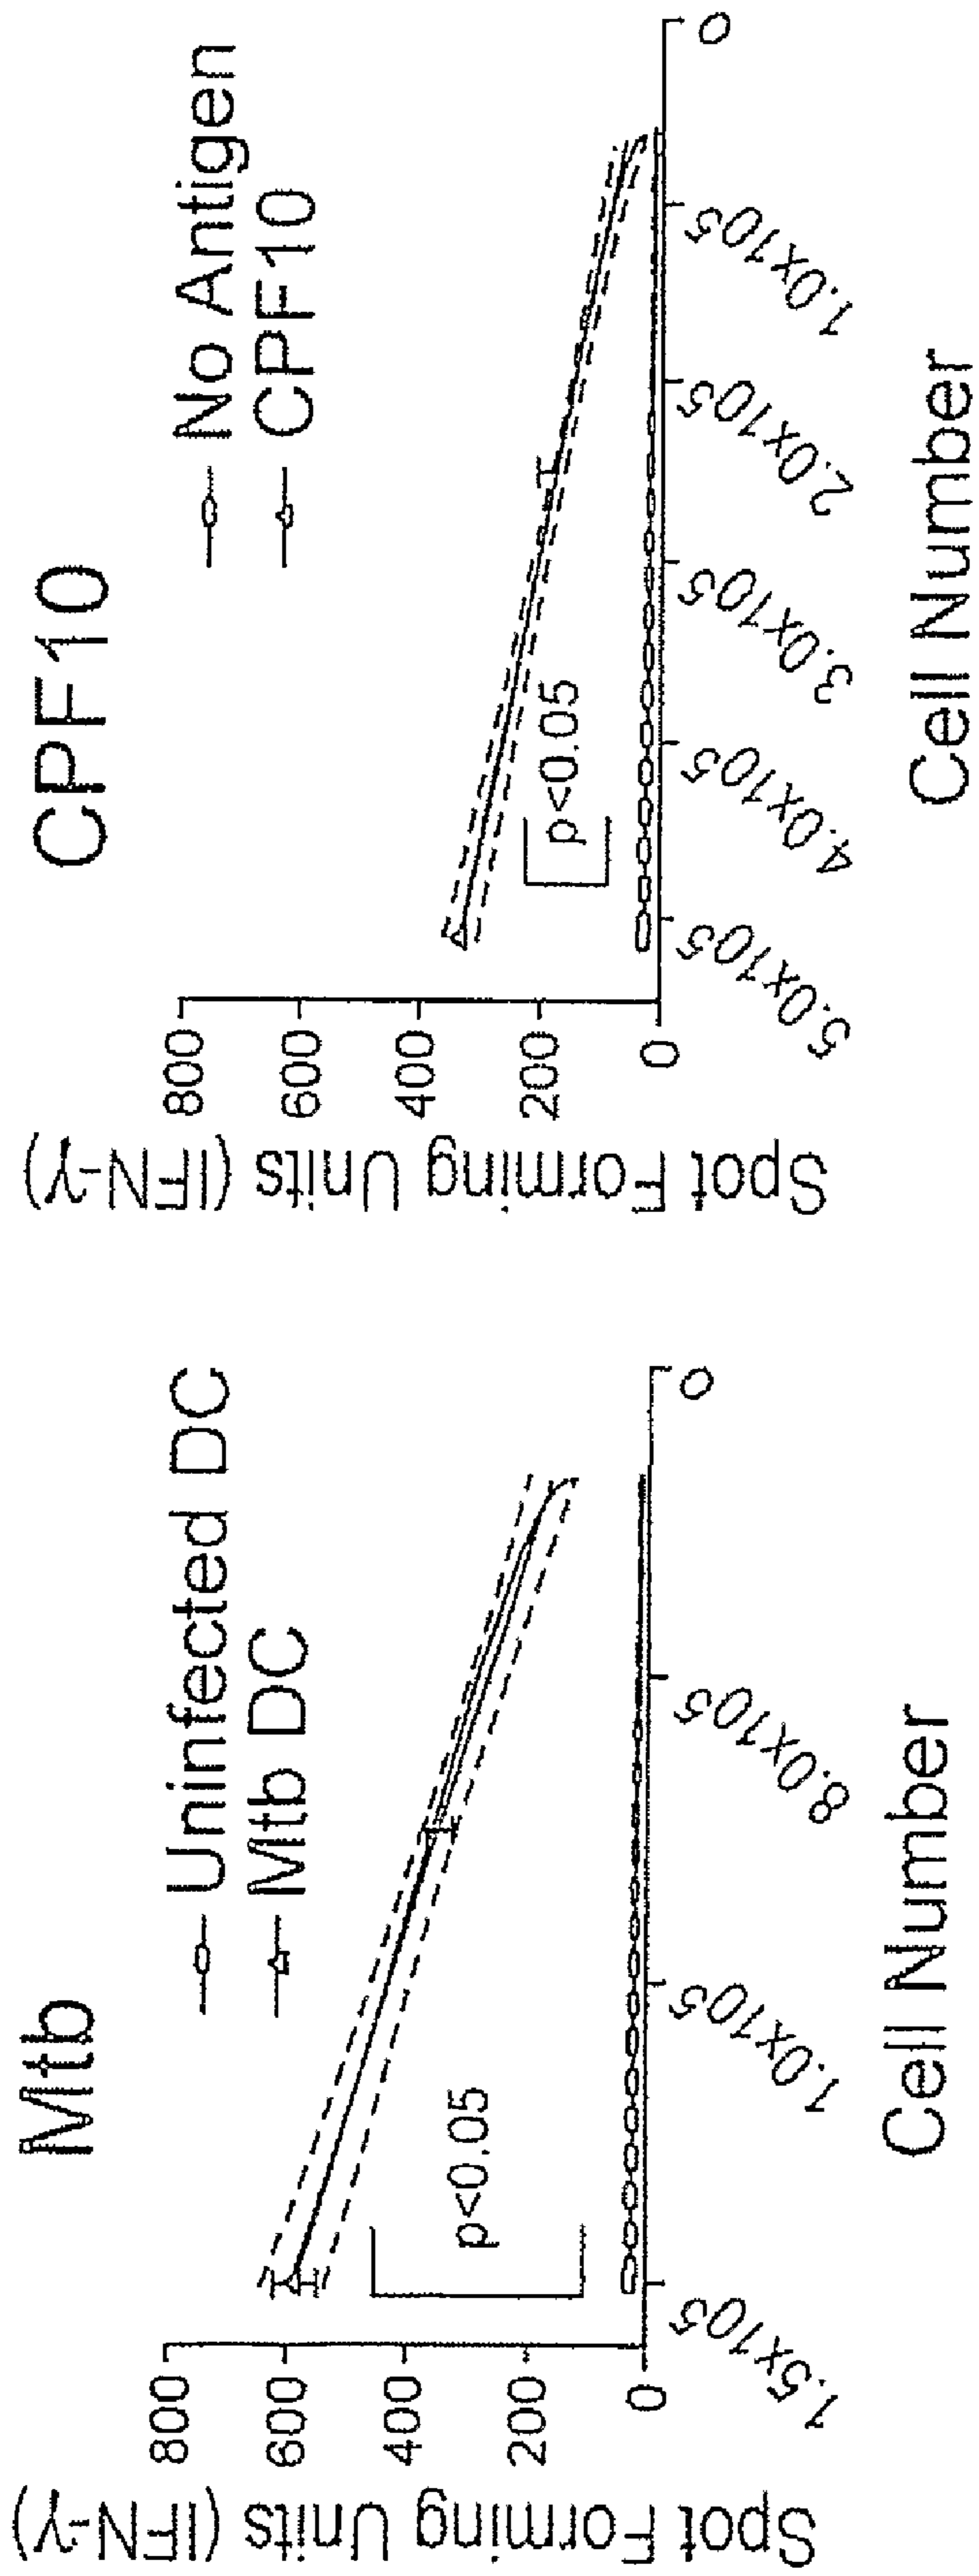 Mtb
Uninfected DC
Mtb DC
Spot Forming Units (IFN-γ)
800
600
400
200
0
p<0.05
1.5x10⁵
1.0x10⁵
8.0x10⁵
0
Cell Number
CPF10
No Antigen
CPF10
Spot Forming Units (IFN-γ)
800
600
400
200
0
p<0.05
5.0x10⁵
4.0x10⁵
3.0x10⁵
2.0x10⁵
1.0x10⁵
0
Cell Number